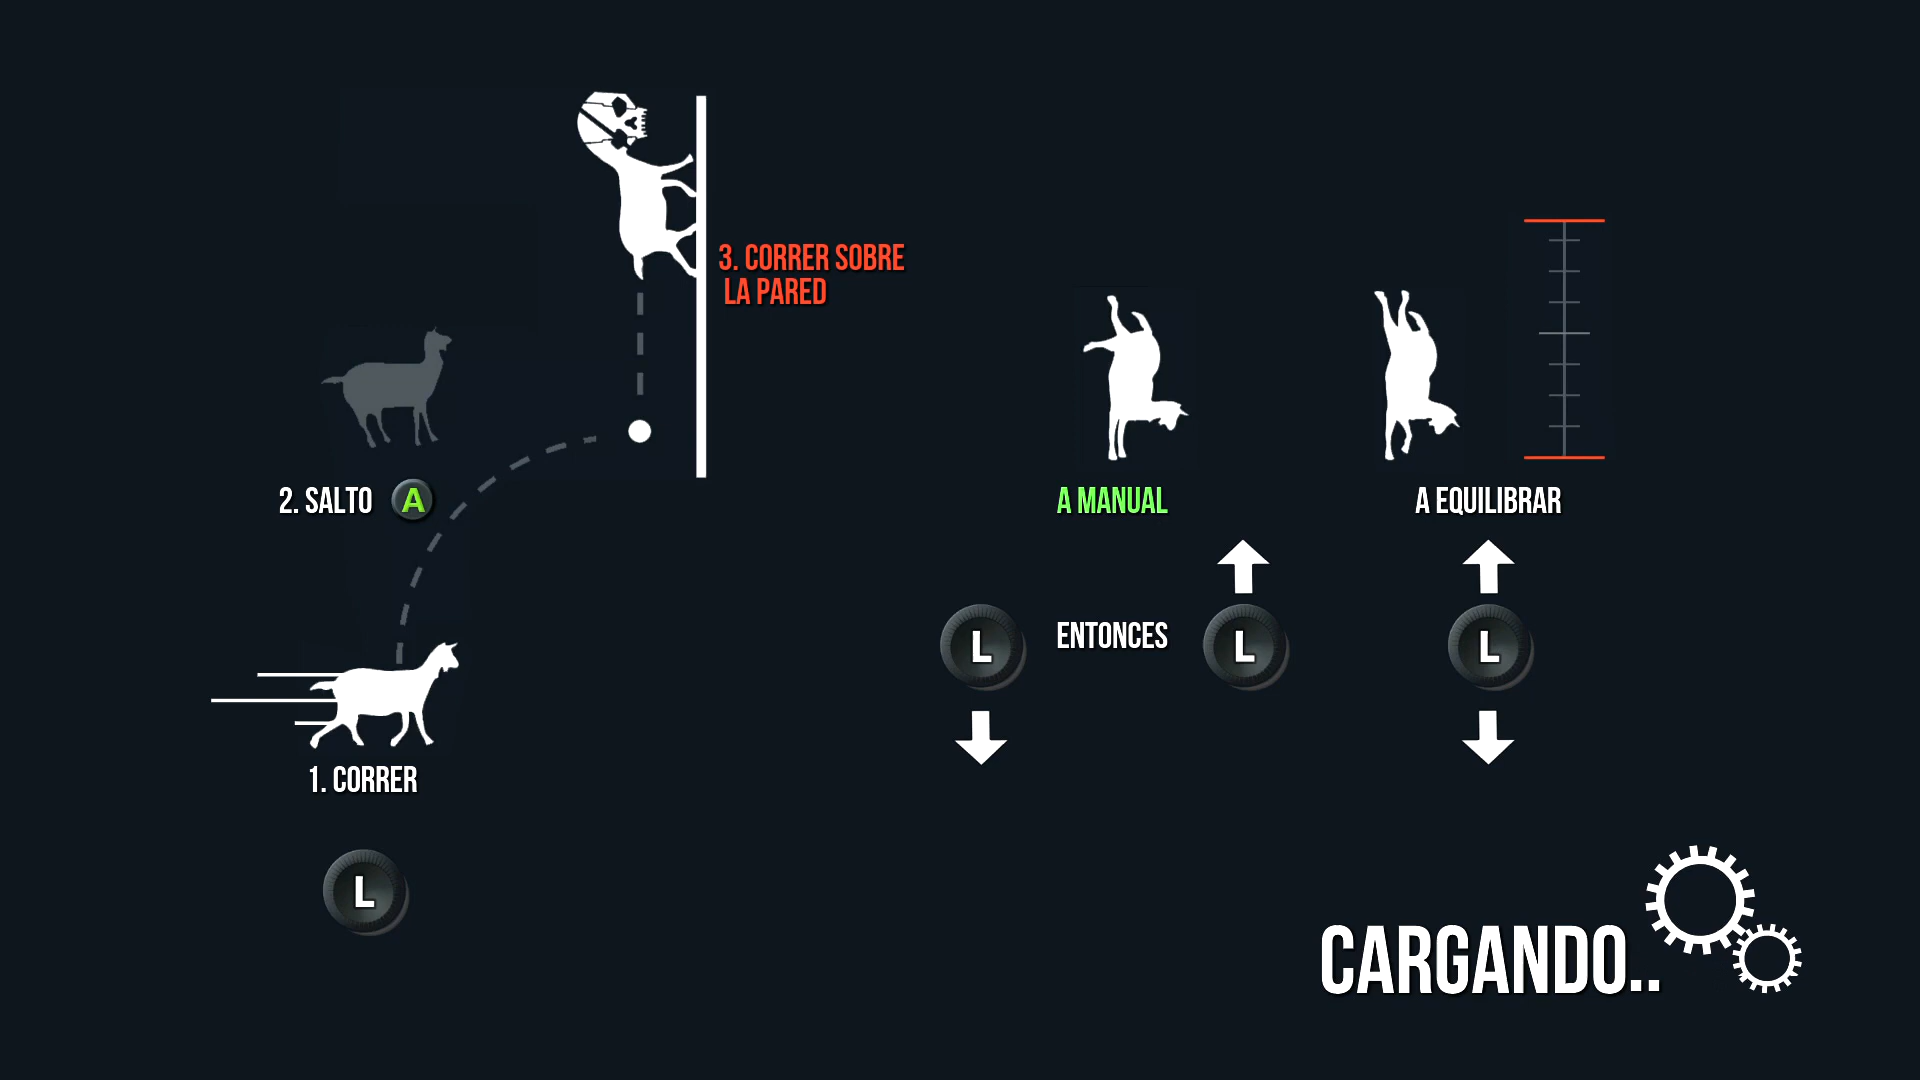 3. CORRER SOBRE
LA PARED
2. SALTO A
1. CORRER
L
A MANUAL
L ENTONCES L
A EQUILIBRAR
L
CARGANDO..